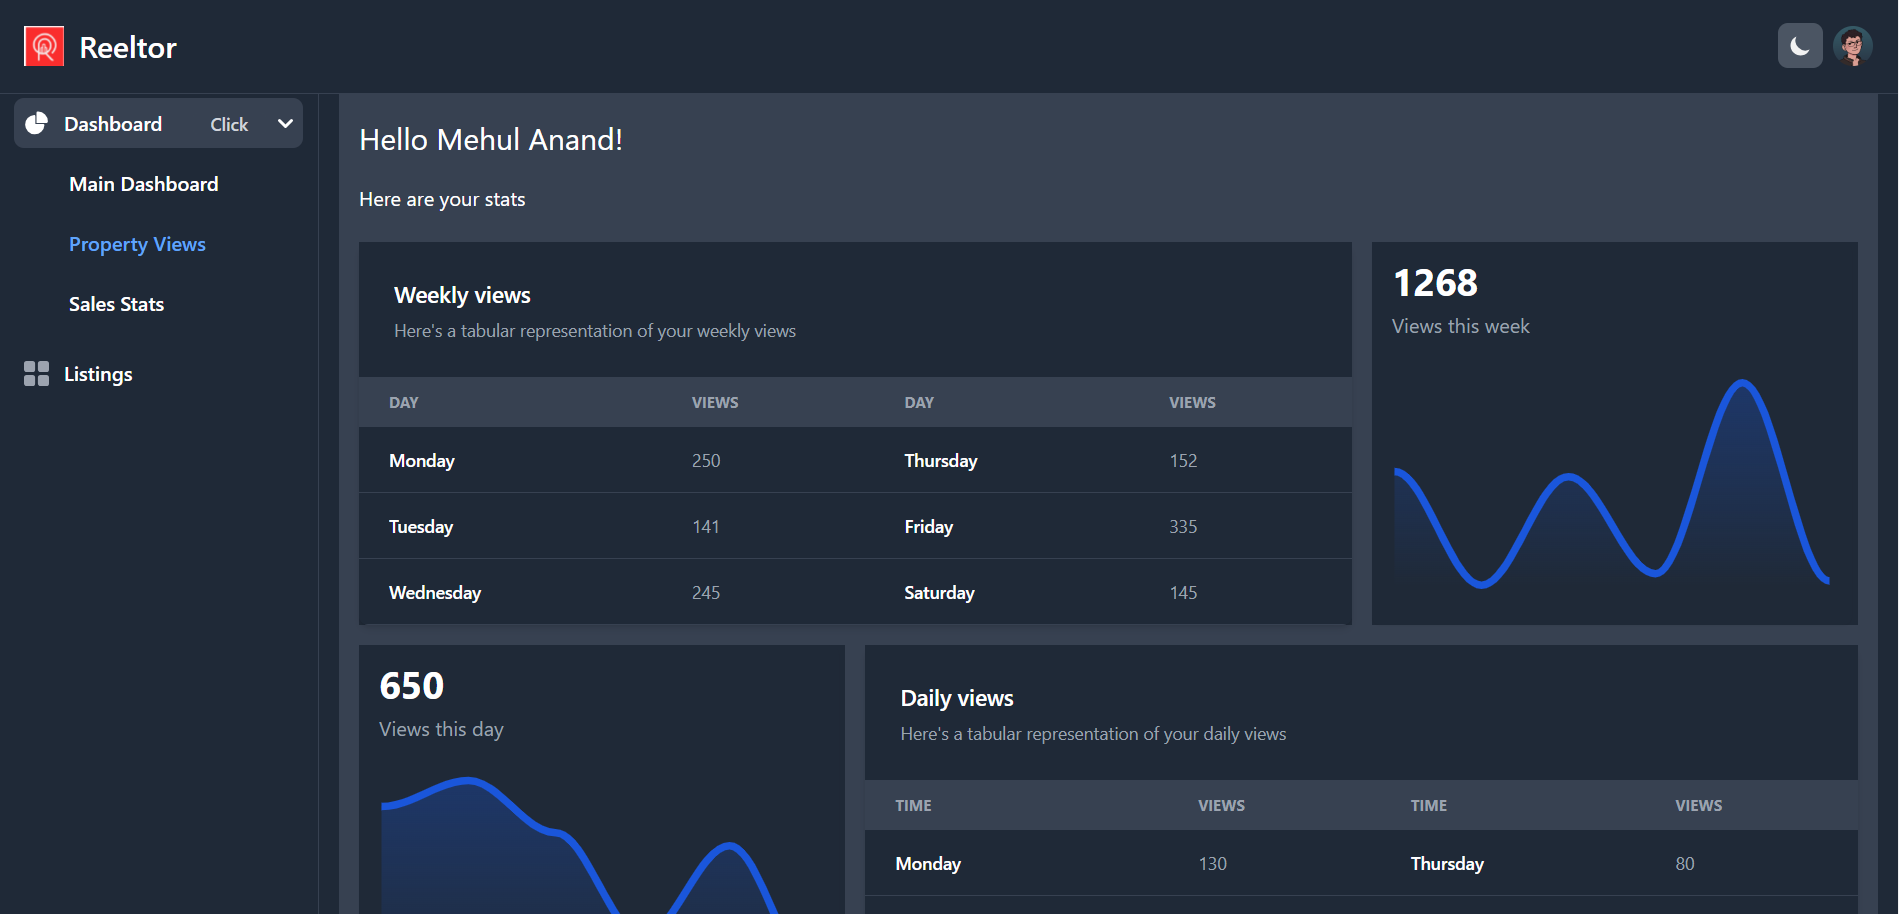 Reeltor
Dashboard Click
Main Dashboard
Property Views
Sales Stats
Listings
Hello Mehul Anand!
Here are your stats
Weekly views
Here's a tabular representation of your weekly views
DAY VIEWS DAY VIEWS
Monday 250 Thursday 152
Tuesday 141 Friday 335
Wednesday 245 Saturday 145
1268
Views this week
650
Views this day
Daily views
Here's a tabular representation of your daily views
TIME VIEWS TIME VIEWS
Monday 130 Thursday 80